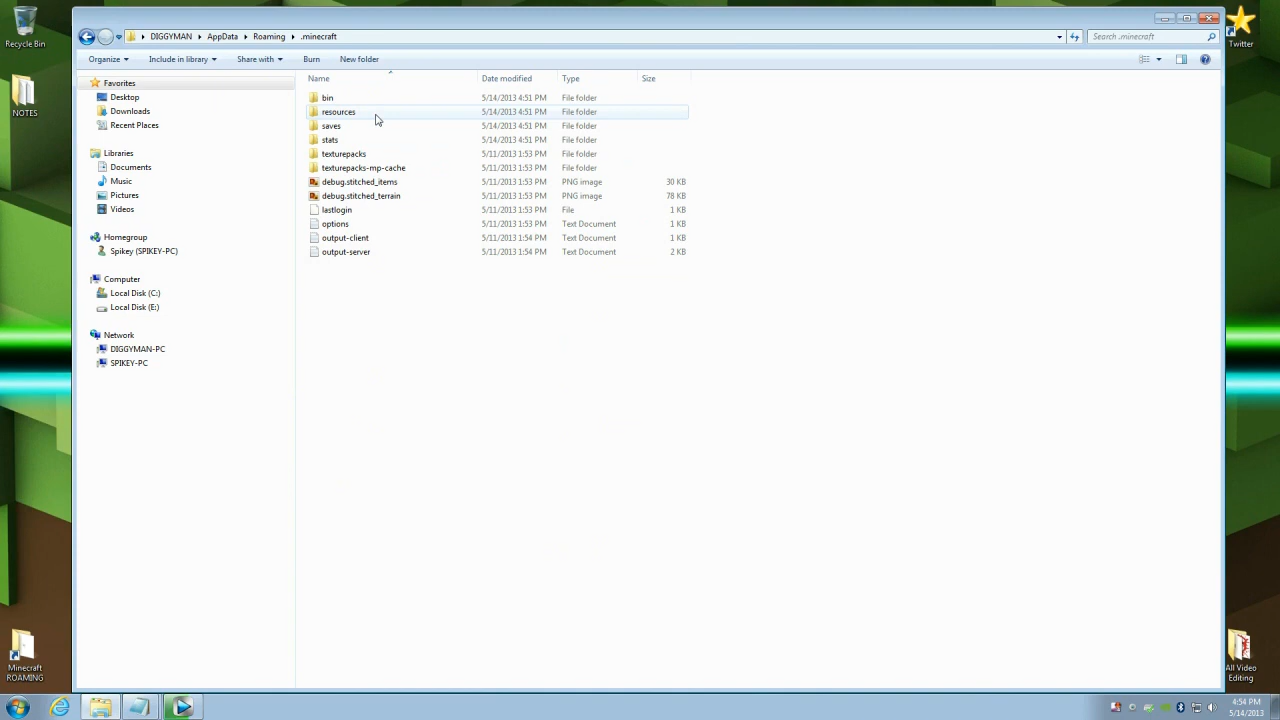 Recycle Bin
NOTES
Minecraft
ROAMING
DIGGYMAN
AppData
Roaming
.minecraft
Search .minecraft
Organize
Include in library
Share with
Burn
New folder
Favorites
Desktop
Downloads
Recent Places
Libraries
Documents
Music
Pictures
Videos
Homegroup
Spikey (SPIKEY-PC)
Computer
Local Disk (C:)
Local Disk (E:)
Network
DIGGYMAN-PC
SPIKEY-PC
Name Date modified Type Size
bin 5/14/2013 4:51 PM File folder
resources 5/14/2013 4:51 PM File folder
saves 5/14/2013 4:51 PM File folder
stats 5/14/2013 4:51 PM File folder
texturepacks 5/11/2013 1:53 PM File folder
texturepacks-mp-cache 5/11/2013 1:53 PM File folder
debug.stitched_items 5/11/2013 1:53 PM PNG image 30 KB
debug.stitched_terrain 5/11/2013 1:53 PM PNG image 78 KB
lastlogin 5/11/2013 1:53 PM File 1 KB
options 5/11/2013 1:53 PM Text Document 1 KB
output-client 5/11/2013 1:54 PM Text Document 1 KB
output-server 5/11/2013 1:54 PM Text Document 2 KB
Twitter
All Video
Editing
4:54 PM
5/14/2013